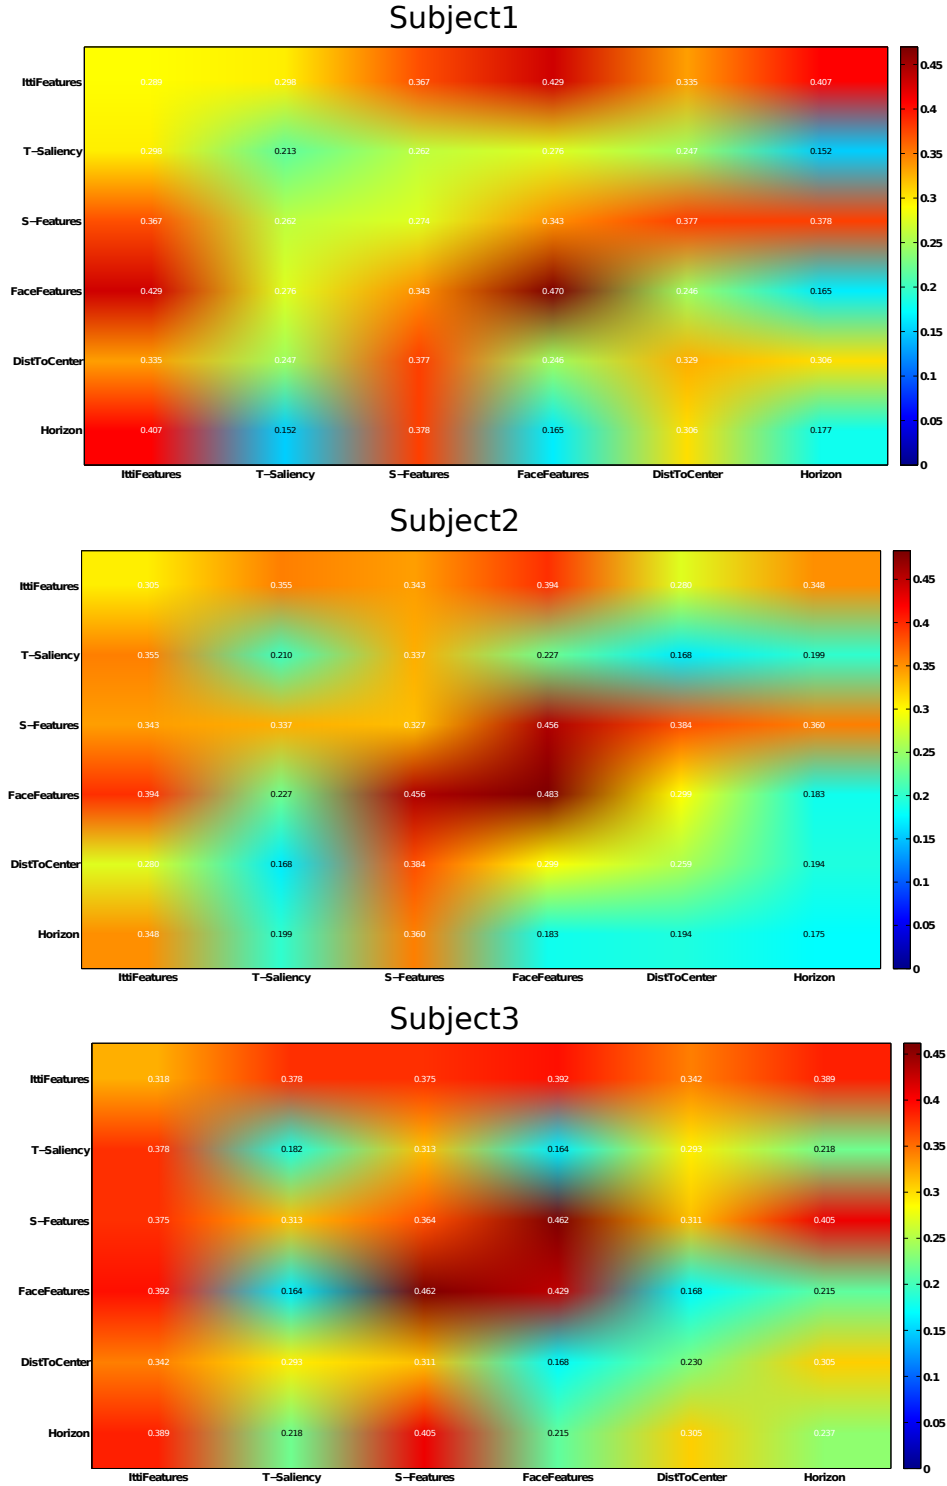 Subject1
IttiFeatures 0.299 0.298 0.367 0.429 0.335 0.407
T-Saliency 0.298 0.213 0.262 0.276 0.247 0.152
S-Features 0.367 0.262 0.274 0.343 0.377 0.378
FaceFeatures 0.429 0.276 0.343 0.470 0.246 0.165
DistToCenter 0.335 0.247 0.377 0.246 0.329 0.306
Horizon 0.407 0.152 0.378 0.165 0.306 0.177
IttiFeatures T-Saliency S-Features FaceFeatures DistToCenter Horizon
0.45
0.4
0.35
0.3
0.25
0.2
0.15
0.1
0.05
0
Subject2
IttiFeatures 0.305 0.355 0.343 0.394 0.280 0.348
T-Saliency 0.355 0.210 0.337 0.227 0.168 0.199
S-Features 0.343 0.337 0.327 0.456 0.384 0.360
FaceFeatures 0.394 0.227 0.456 0.483 0.299 0.183
DistToCenter 0.280 0.168 0.384 0.299 0.259 0.194
Horizon 0.348 0.199 0.360 0.183 0.194 0.175
IttiFeatures T-Saliency S-Features FaceFeatures DistToCenter Horizon
0.45
0.4
0.35
0.3
0.25
0.2
0.15
0.1
0.05
0
Subject3
IttiFeatures 0.318 0.378 0.375 0.392 0.342 0.389
T-Saliency 0.378 0.182 0.313 0.164 0.293 0.218
S-Features 0.375 0.313 0.364 0.462 0.311 0.405
FaceFeatures 0.392 0.164 0.462 0.429 0.168 0.215
DistToCenter 0.342 0.293 0.311 0.168 0.230 0.305
Horizon 0.389 0.218 0.405 0.215 0.305 0.237
IttiFeatures T-Saliency S-Features FaceFeatures DistToCenter Horizon
0.45
0.4
0.35
0.3
0.25
0.2
0.15
0.1
0.05
0